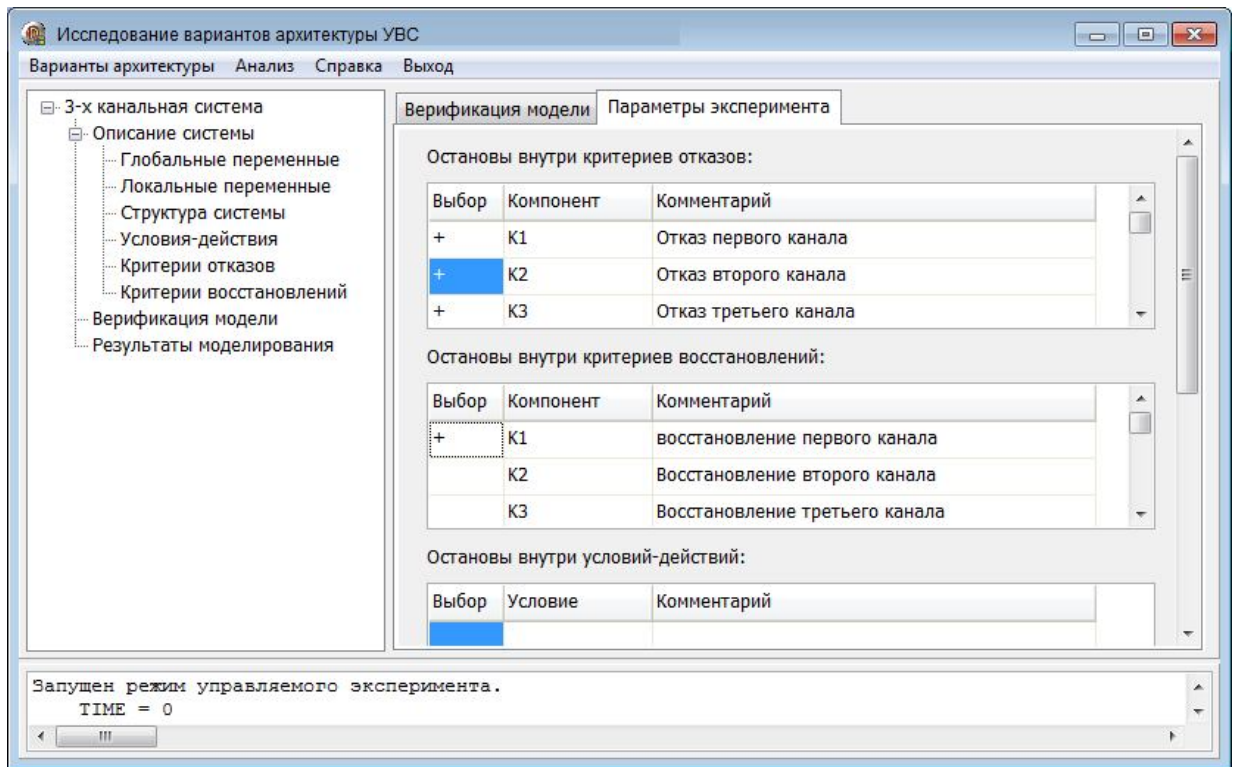 Исследование вариантов архитектуры УВС
Варианты архитектуры Анализ Справка Выход
3-х канальная система
Описание системы
Глобальные переменные
Локальные переменные
Структура системы
Условия-действия
Критерии отказов
Критерии восстановлений
Верификация модели
Результаты моделирования
Верификация модели Параметры эксперимента
Остановы внутри критериев отказов:
Выбор Компонент Комментарий
+ К1 Отказ первого канала
+ К2 Отказ второго канала
+ К3 Отказ третьего канала
Остановы внутри критериев восстановлений:
Выбор Компонент Комментарий
+ К1 восстановление первого канала
К2 Восстановление второго канала
К3 Восстановление третьего канала
Остановы внутри условий-действий:
Выбор Условие Комментарий
Запущен режим управляемого эксперимента.
TIME = 0